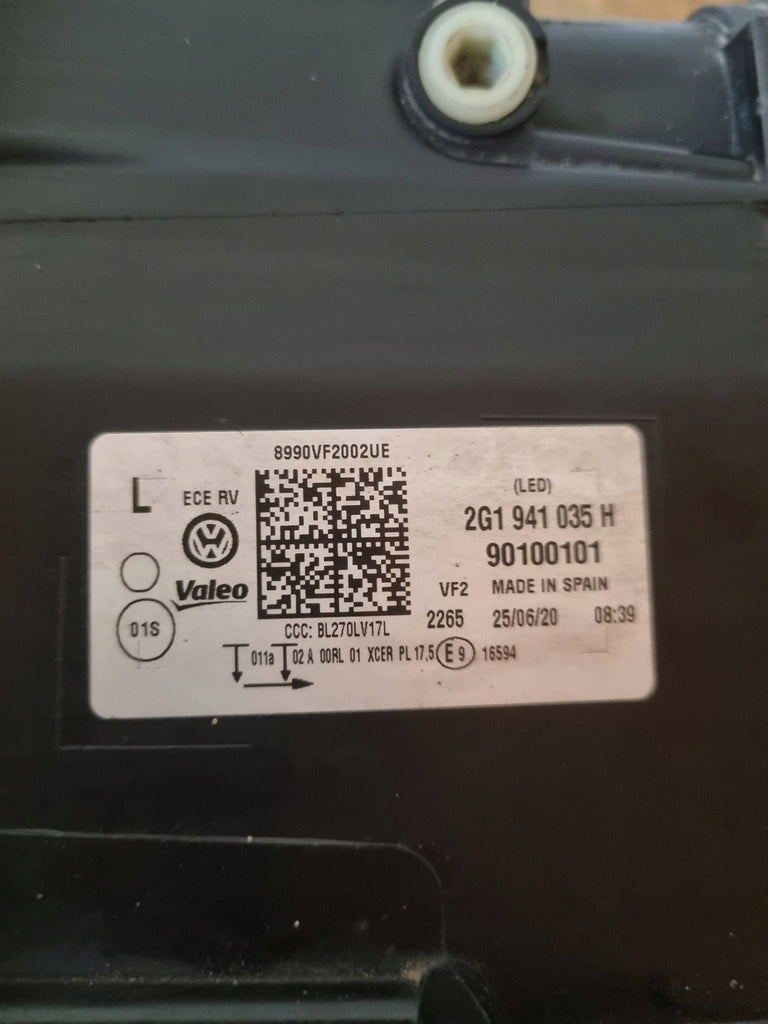 8990VF2002UE
L
ECE RV
Valeo
01S
(LED)
2G1 941 035 H
90100101
VF2 MADE IN SPAIN
2265 25/06/20 08:39
CCC: BL270LV17L
011a 02 A 00RL 01 XCER PL 17,5 E 9 16594